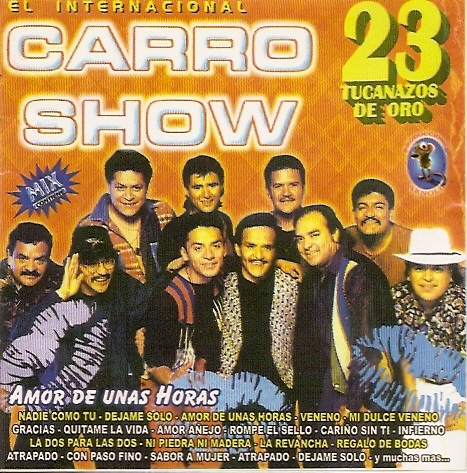 EL INTERNACIONAL
CARRO
SHOW
23
TUCANAZOS
DE ORO
MIX
CONTINUO
AMOR DE UNAS HORAS
NADIE COMO TU - DEJAME SOLO - AMOR DE UNAS HORAS - VENENO - MI DULCE VENENO
GRACIAS - QUITAME LA VIDA - AMOR AÑEJO - ROMPE EL SELLO - CARINO SIN TI - INFIERNO
LA DOS PARA LAS DOS - NI PIEDRA NI MADERA - LA REVANCHA - REGALO DE BODAS
ATRAPADO - CON PASO FINO - SABOR A MUJER - ATRAPADO - DEJAME SOLO - y muchas mas...